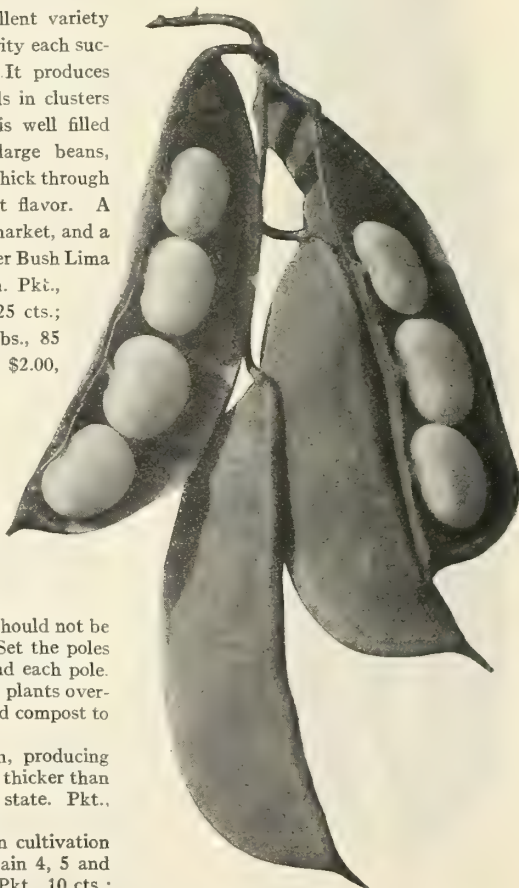 llent variety
ity each suc-
It produces
ls in clusters
is well filled
large beans,
hick through
t flavor. A
market, and a
er Bush Lima
. Pkt.,
25 cts.;
bs., 85
$2.00,
hould not be
Set the poles
nd each pole.
plants over-
d compost to
n, producing
thicker than
state. Pkt.,
n cultivation
ain 4, 5 and
Pkt., 10 cts.;